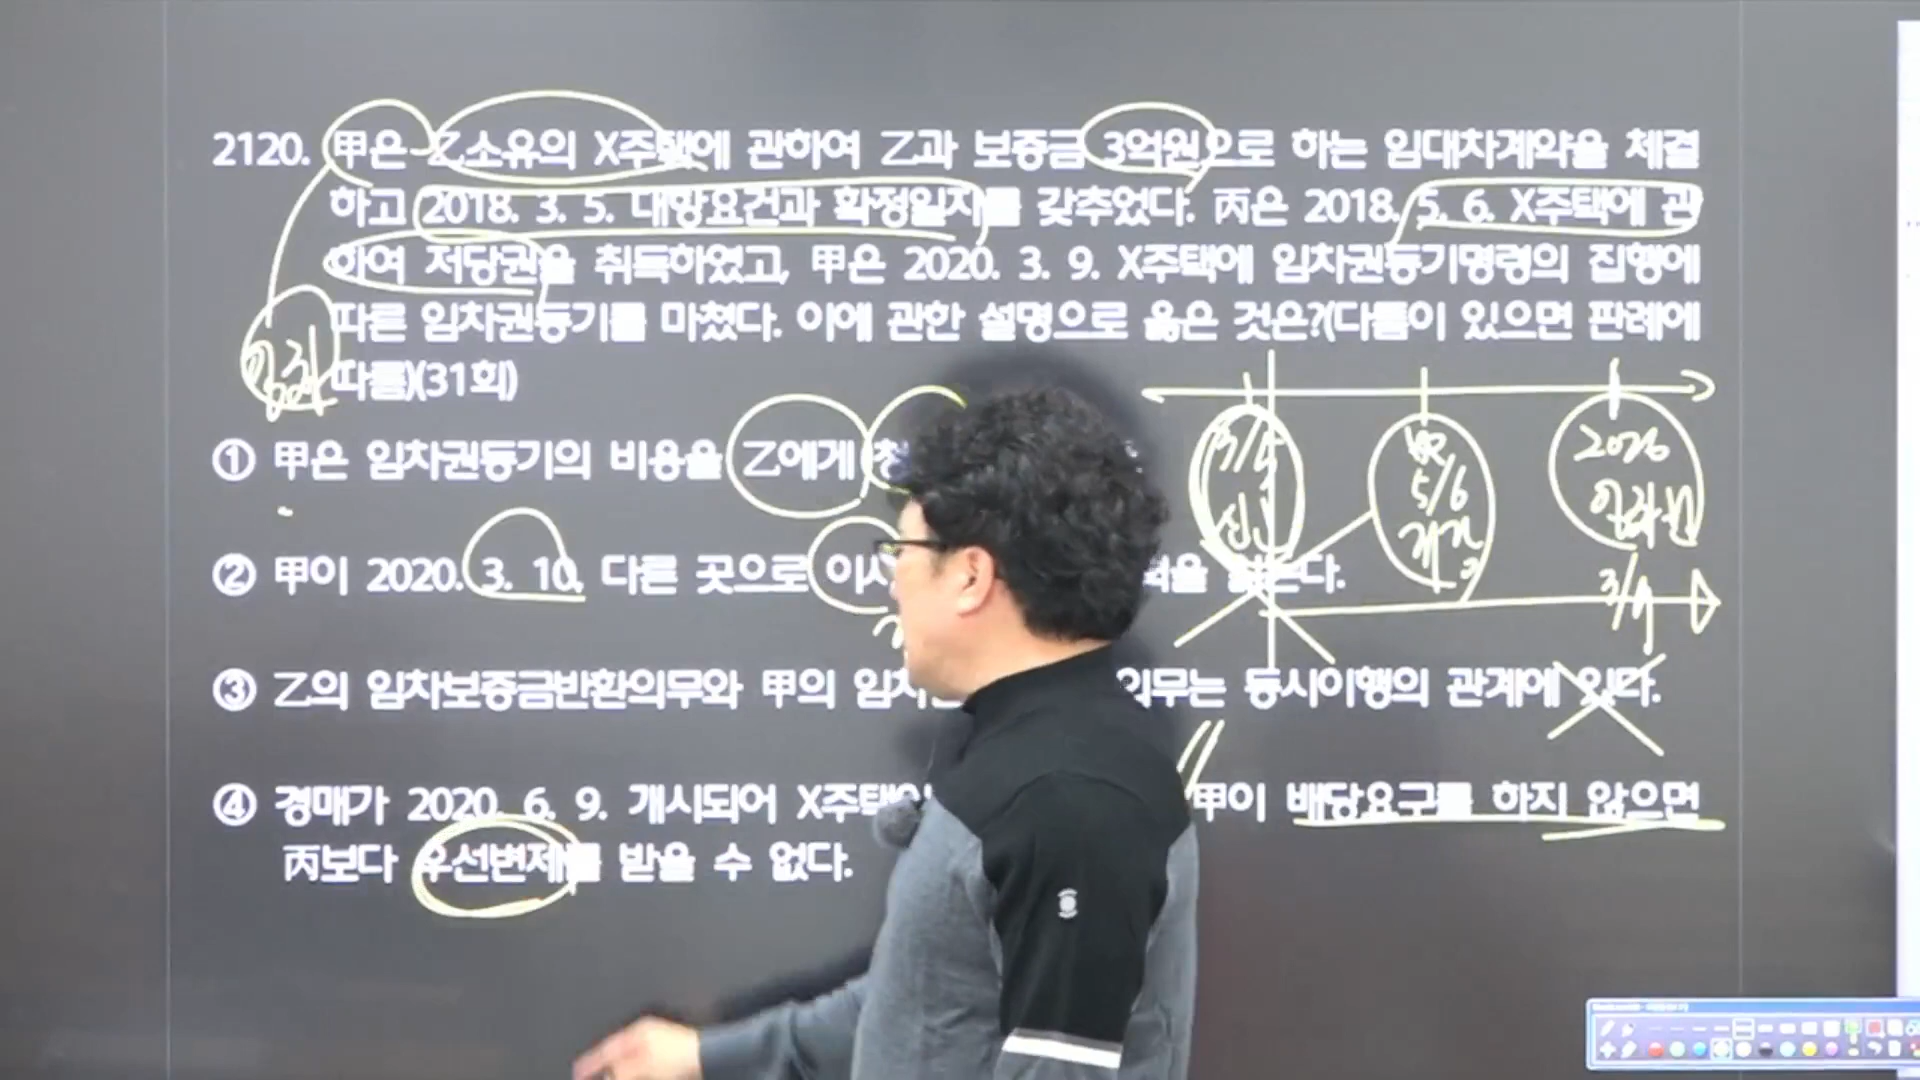 2120. 甲은 乙소유의 X주택에 관하여 乙과 보증금 3억원으로 하는 임대차계약을 체결
하고 2018. 3. 5. 대항요건과 확정일자를 갖추었다. 丙은 2018. 5. 6. X주택에 관
하여 저당권을 취득하였고, 甲은 2020. 3. 9. X주택에 임차권등기명령의 집행에
따른 임차권등기를 마쳤다. 이에 관한 설명으로 옳은 것은?(다툼이 있으면 판례에
따름)(31회)
① 甲은 임차권등기의 비용을 乙에게 청
② 甲이 2020. 3. 10. 다른 곳으로 이사
③ 乙의 임차보증금반환의무와 甲의 임차 의무는 동시이행의 관계에 있다.
④ 경매가 2020. 6. 9. 개시되어 X주택이 甲이 배당요구를 하지 않으면
丙보다 우선변제를 받을 수 없다.
3/5
5/6
3/9